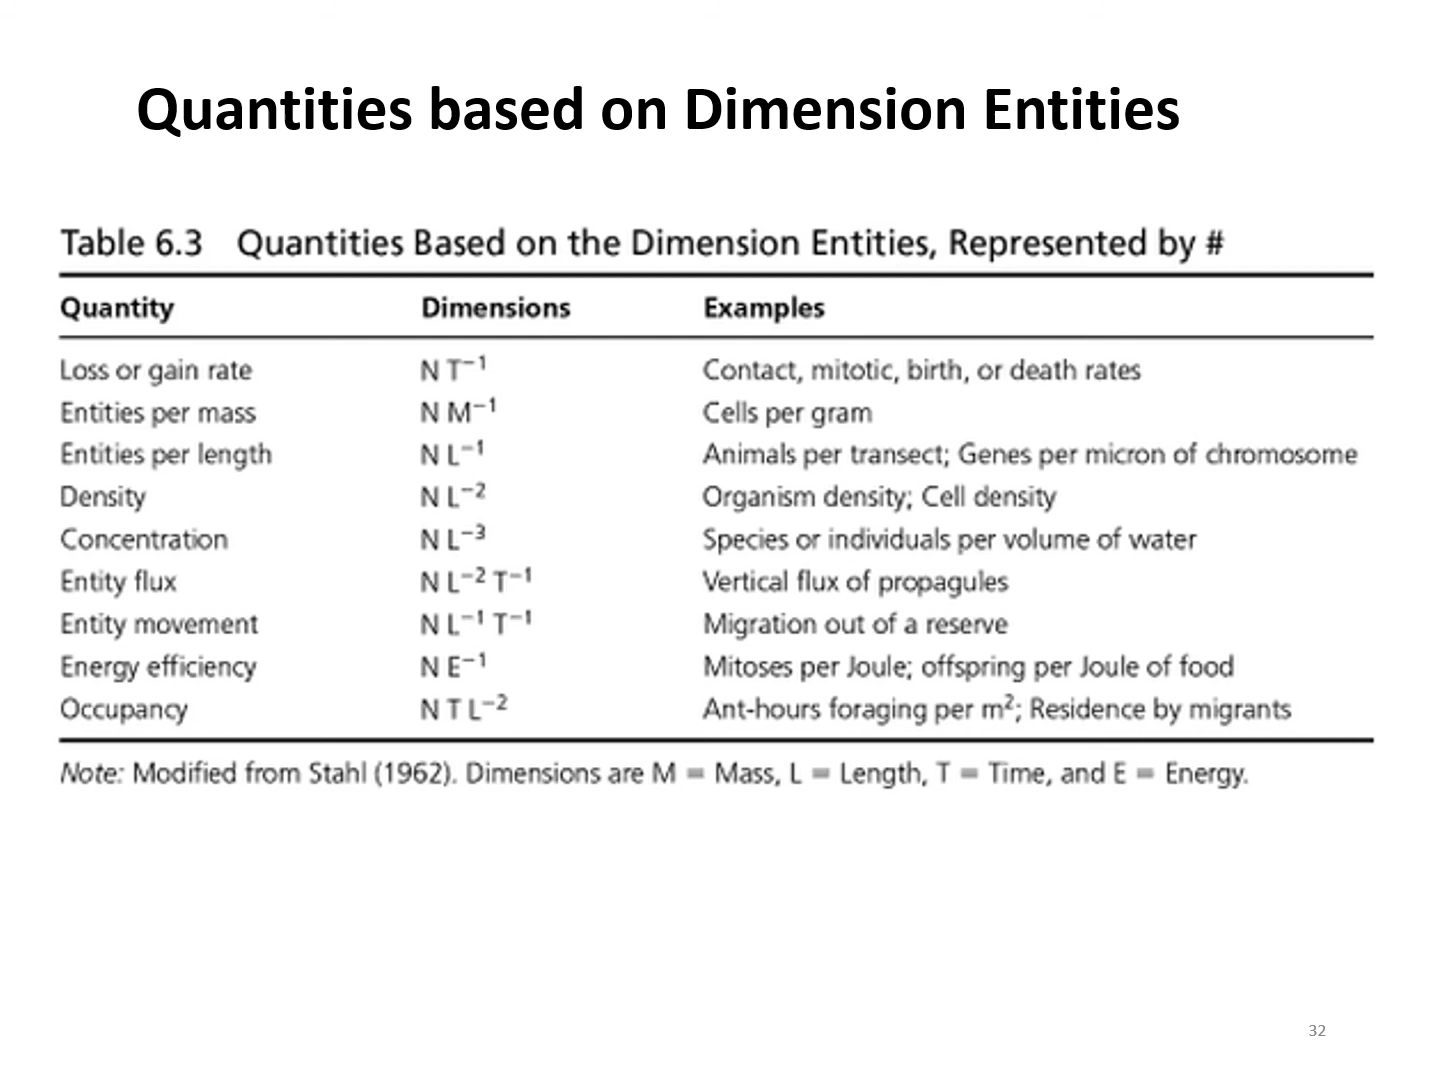 Quantities based on Dimension Entities
Table 6.3 Quantities Based on the Dimension Entities, Represented by #
Quantity Dimensions Examples
Loss or gain rate N T⁻¹ Contact, mitotic, birth, or death rates
Entities per mass N M⁻¹ Cells per gram
Entities per length N L⁻¹ Animals per transect; Genes per micron of chromosome
Density N L⁻² Organism density; Cell density
Concentration N L⁻³ Species or individuals per volume of water
Entity flux N L⁻² T⁻¹ Vertical flux of propagules
Entity movement N L⁻¹ T⁻¹ Migration out of a reserve
Energy efficiency N E⁻¹ Mitoses per Joule; offspring per Joule of food
Occupancy N T L⁻² Ant-hours foraging per m²; Residence by migrants
Note: Modified from Stahl (1962). Dimensions are M = Mass, L = Length, T = Time, and E = Energy.
32